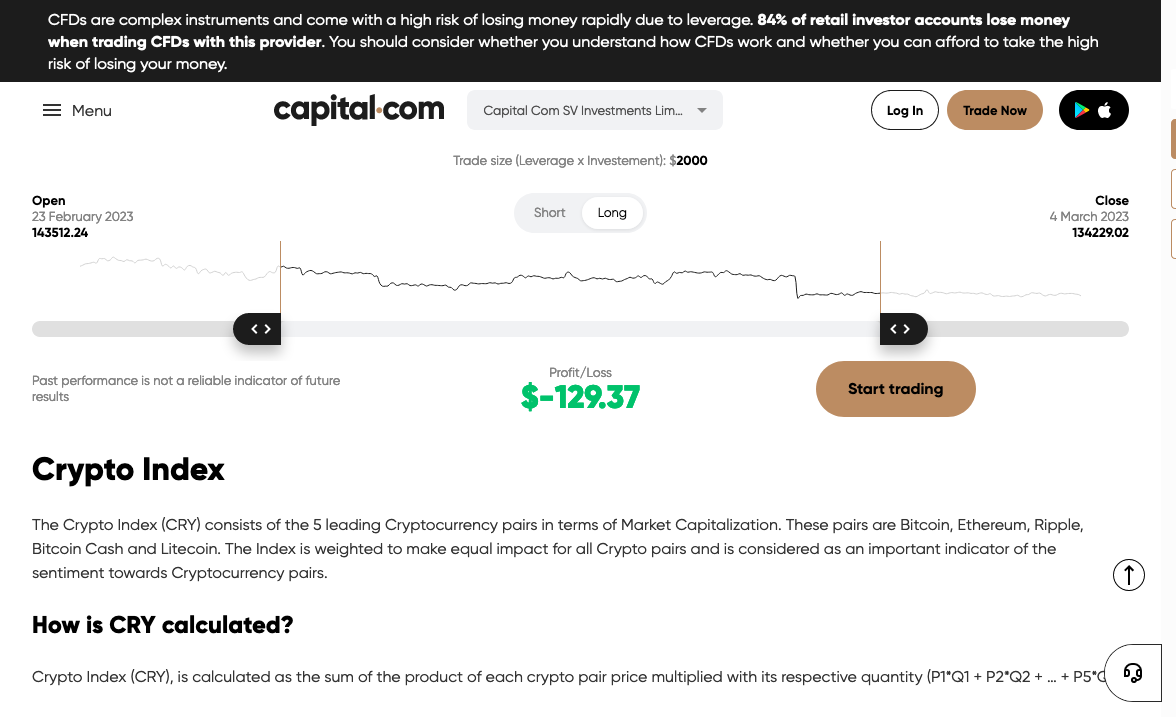 CFDs are complex instruments and come with a high risk of losing money rapidly due to leverage. 84% of retail investor accounts lose money
when trading CFDs with this provider. You should consider whether you understand how CFDs work and whether you can afford to take the high
risk of losing your money.
Menu
capital.com
Capital Com SV Investments Lim...
Log In
Trade Now
Trade size (Leverage x Investement): $2000
Open
23 February 2023
143512.24
Short
Long
Close
4 March 2023
134229.02
Past performance is not a reliable indicator of future
results
Profit/Loss
$-129.37
Start trading
Crypto Index
The Crypto Index (CRY) consists of the 5 leading Cryptocurrency pairs in terms of Market Capitalization. These pairs are Bitcoin, Ethereum, Ripple,
Bitcoin Cash and Litecoin. The Index is weighted to make equal impact for all Crypto pairs and is considered as an important indicator of the
sentiment towards Cryptocurrency pairs.
How is CRY calculated?
Crypto Index (CRY), is calculated as the sum of the product of each crypto pair price multiplied with its respective quantity (P1*Q1 + P2*Q2 + ... +